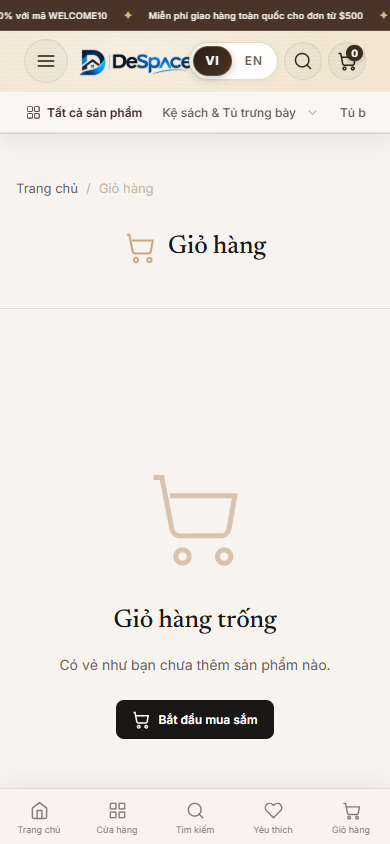 0% với mã WELCOME10 ✦ Miễn phí giao hàng toàn quốc cho đơn từ $500 ✦
DeSpace VI EN 0
Tất cả sản phẩm Kệ sách & Tủ trưng bày Tủ b
Trang chủ / Giỏ hàng
Giỏ hàng
Giỏ hàng trống
Có vẻ như bạn chưa thêm sản phẩm nào.
Bắt đầu mua sắm
Trang chủ Cửa hàng Tìm kiếm Yêu thích Giỏ hàng